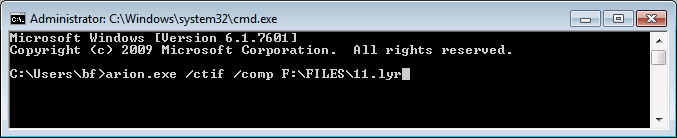 Administrator: C:\Windows\system32\cmd.exe
Microsoft Windows [Version 6.1.7601]
Copyright (c) 2009 Microsoft Corporation.  All rights reserved.
C:\Users\bf>arion.exe /ctif /comp F:\FILES\11.lyr